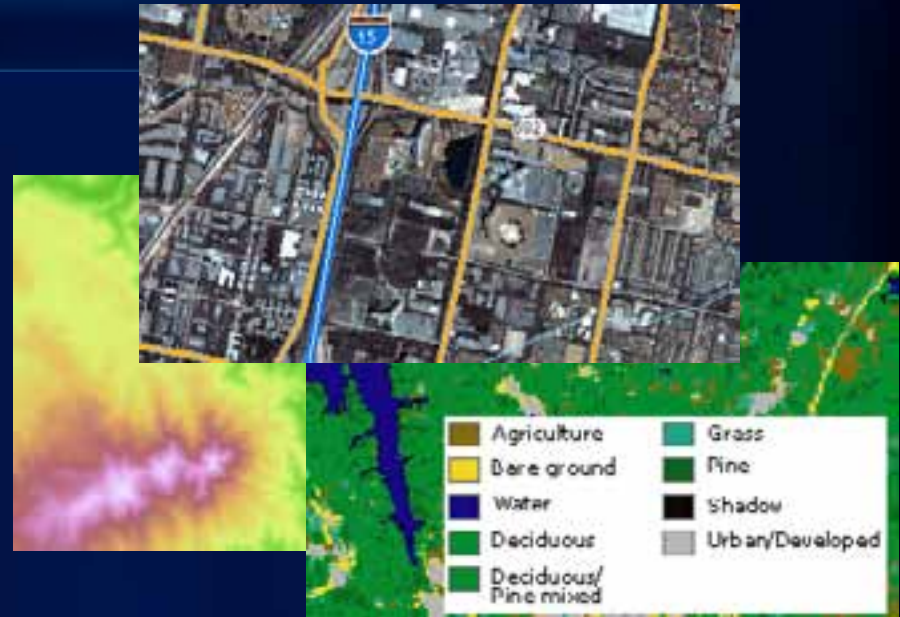 15
Agriculture
Bare ground
Water
Deciduous
Deciduous/
Pine mixed
Grass
Pine
Shadow
Urban/Developed